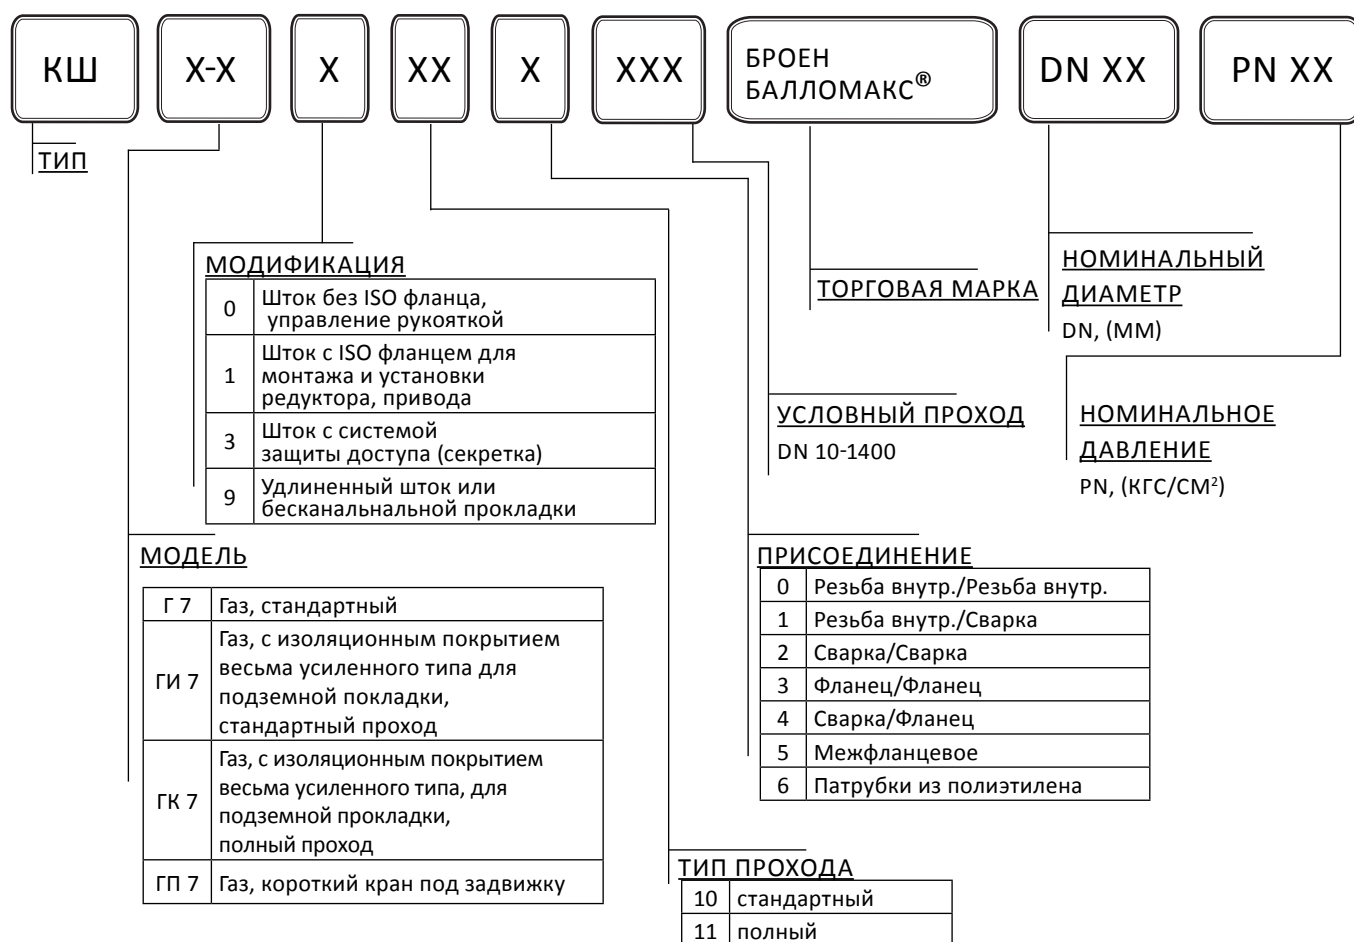 КШ
Х-Х
Х
ХХ
Х
ХХХ
БРОЕН
БАЛЛОМАКС®
DN XX
PN XX
ТИП
МОДИФИКАЦИЯ
0 Шток без ISO фланца,
управление рукояткой
1 Шток с ISO фланцем для
монтажа и установки
редуктора, привода
3 Шток с системой
защиты доступа (секретка)
9 Удлиненный шток или
бесканальнальной прокладки
ТОРГОВАЯ МАРКА
НОМИНАЛЬНЫЙ
ДИАМЕТР
DN, (ММ)
УСЛОВНЫЙ ПРОХОД
DN 10-1400
НОМИНАЛЬНОЕ
ДАВЛЕНИЕ
PN, (КГС/СМ²)
МОДЕЛЬ
Г 7 Газ, стандартный
ГИ 7 Газ, с изоляционным покрытием
весьма усиленного типа для
подземной покладки,
стандартный проход
ГК 7 Газ, с изоляционным покрытием
весьма усиленного типа, для
подземной прокладки,
полный проход
ГП 7 Газ, короткий кран под задвижку
ПРИСОЕДИНЕНИЕ
0 Резьба внутр./Резьба внутр.
1 Резьба внутр./Сварка
2 Сварка/Сварка
3 Фланец/Фланец
4 Сварка/Фланец
5 Межфланцевое
6 Патрубки из полиэтилена
ТИП ПРОХОДА
10 стандартный
11 полный